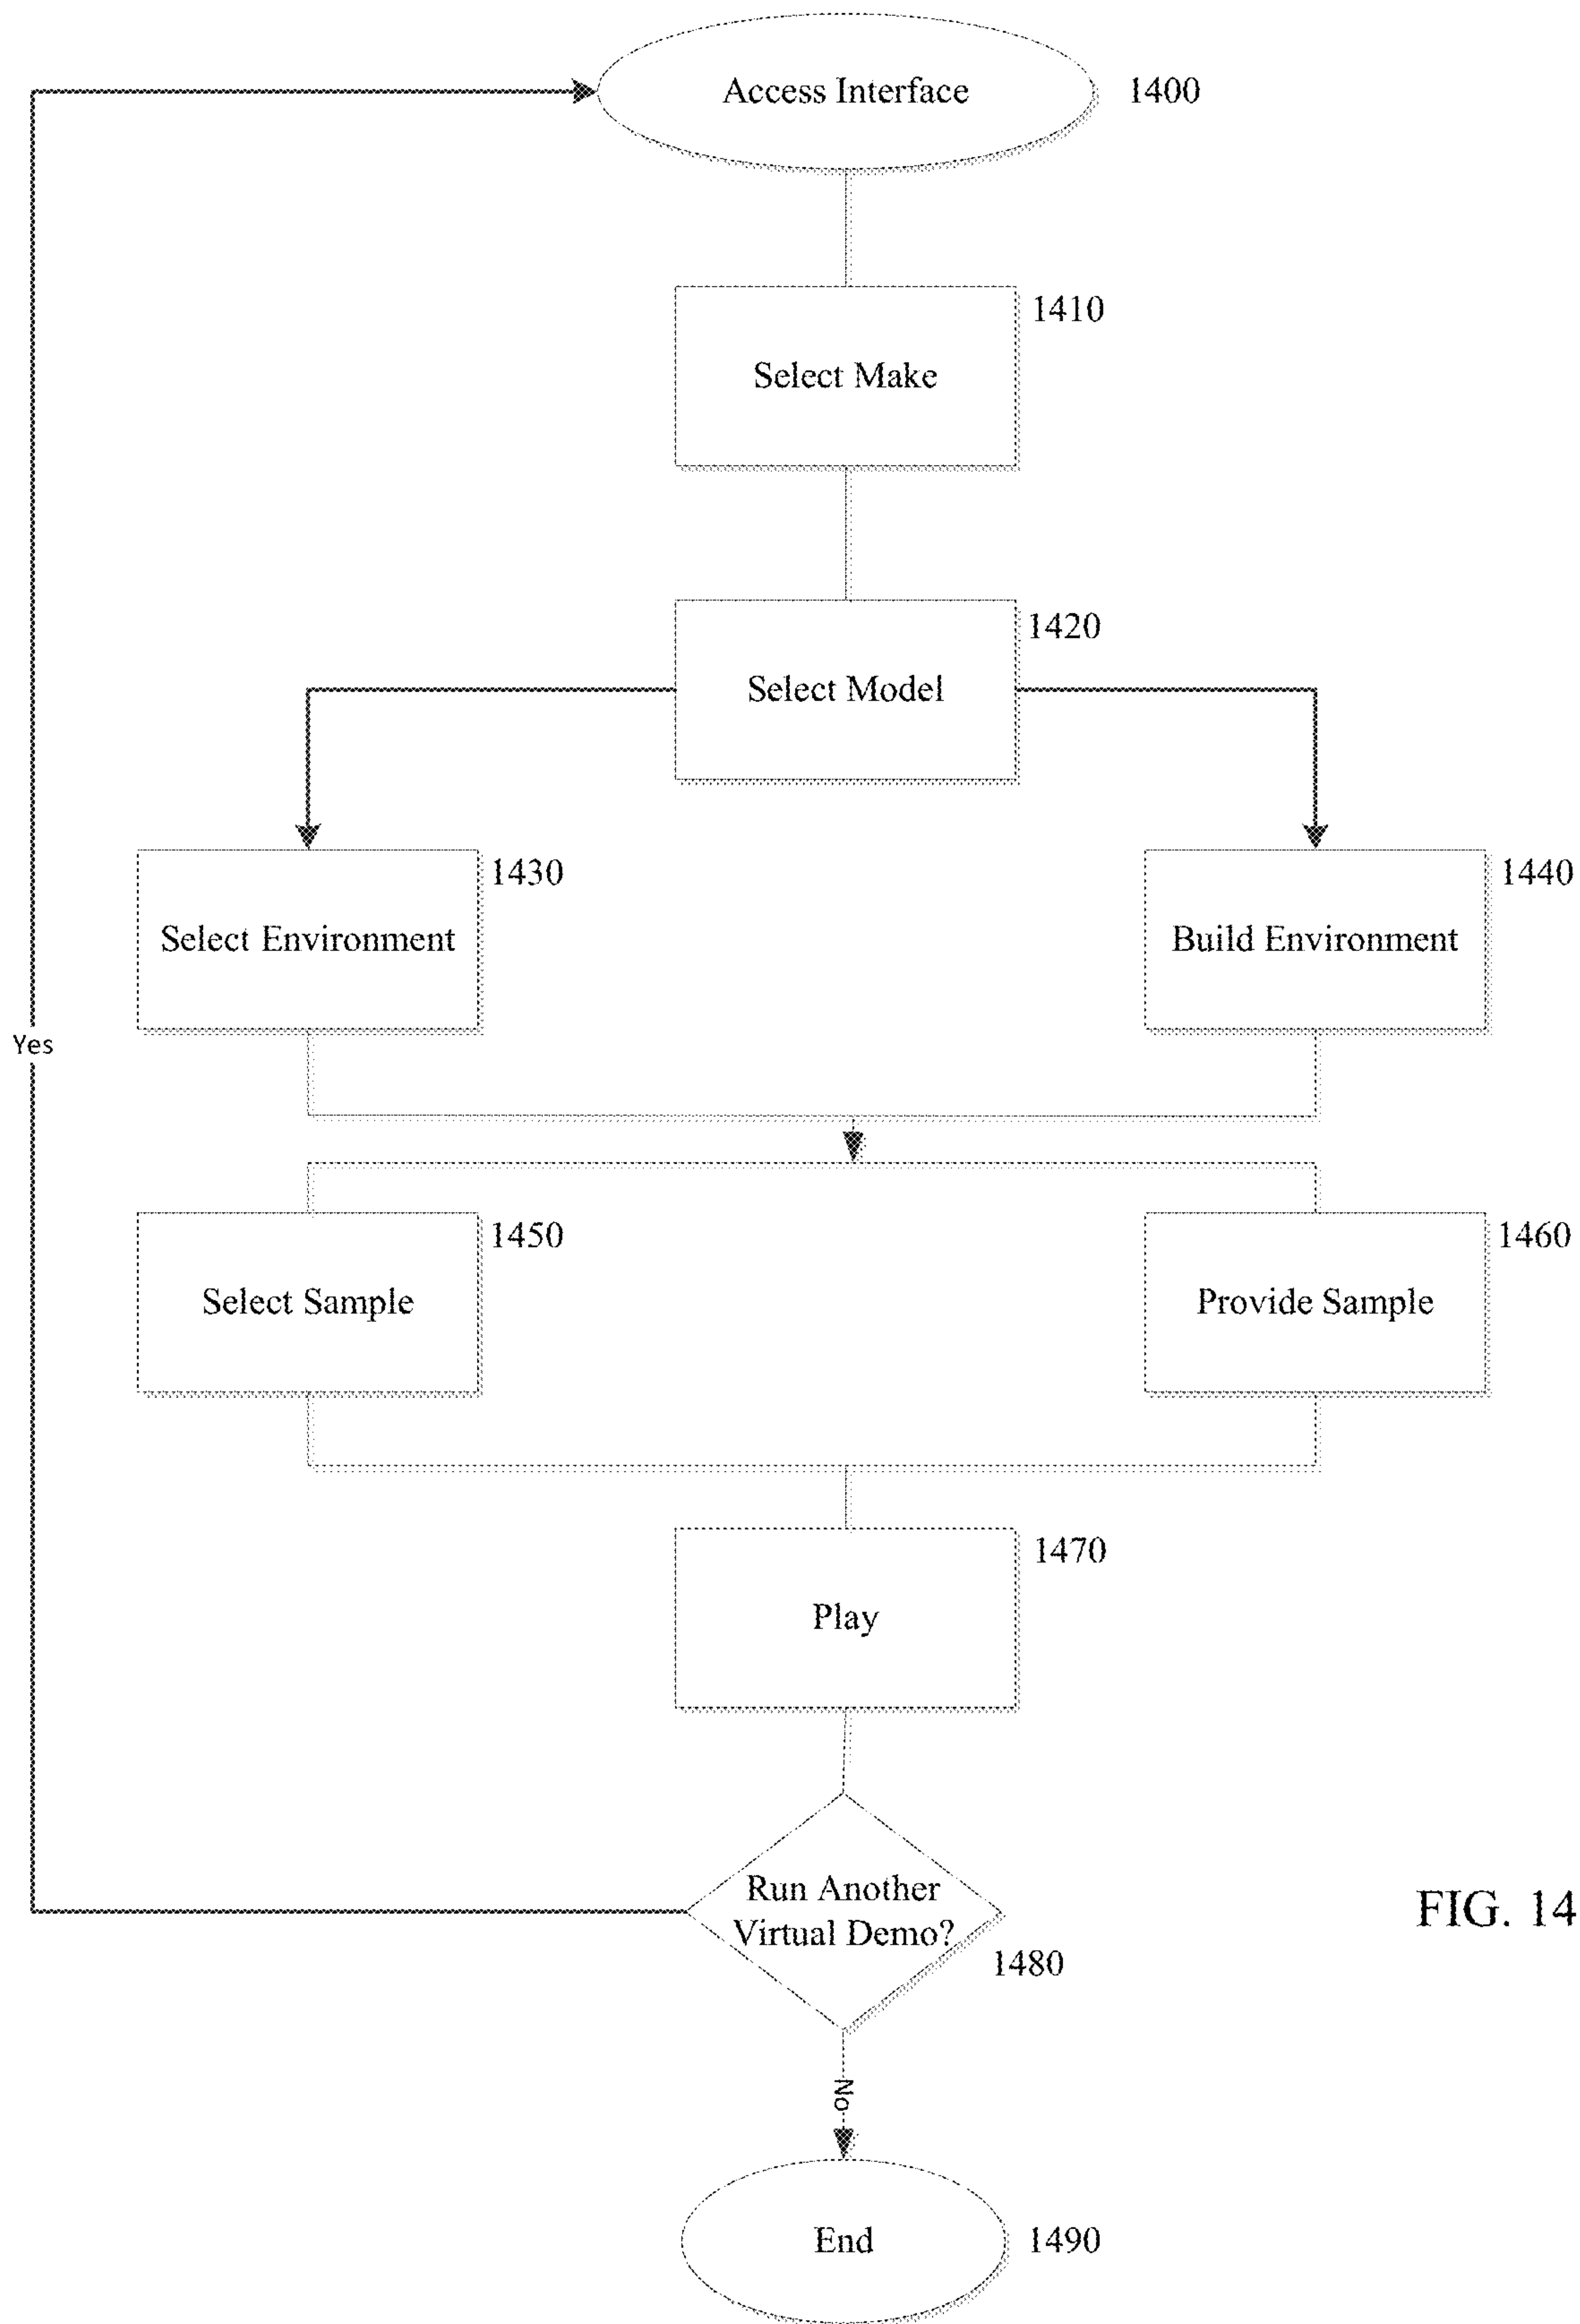 Access Interface
1400
1410
Select Make
1420
Select Model
1430
Select Environment
1440
Build Environment
Yes
1450
Select Sample
1460
Provide Sample
1470
Play
Run Another
Virtual Demo?
1480
FIG. 14
No
End
1490